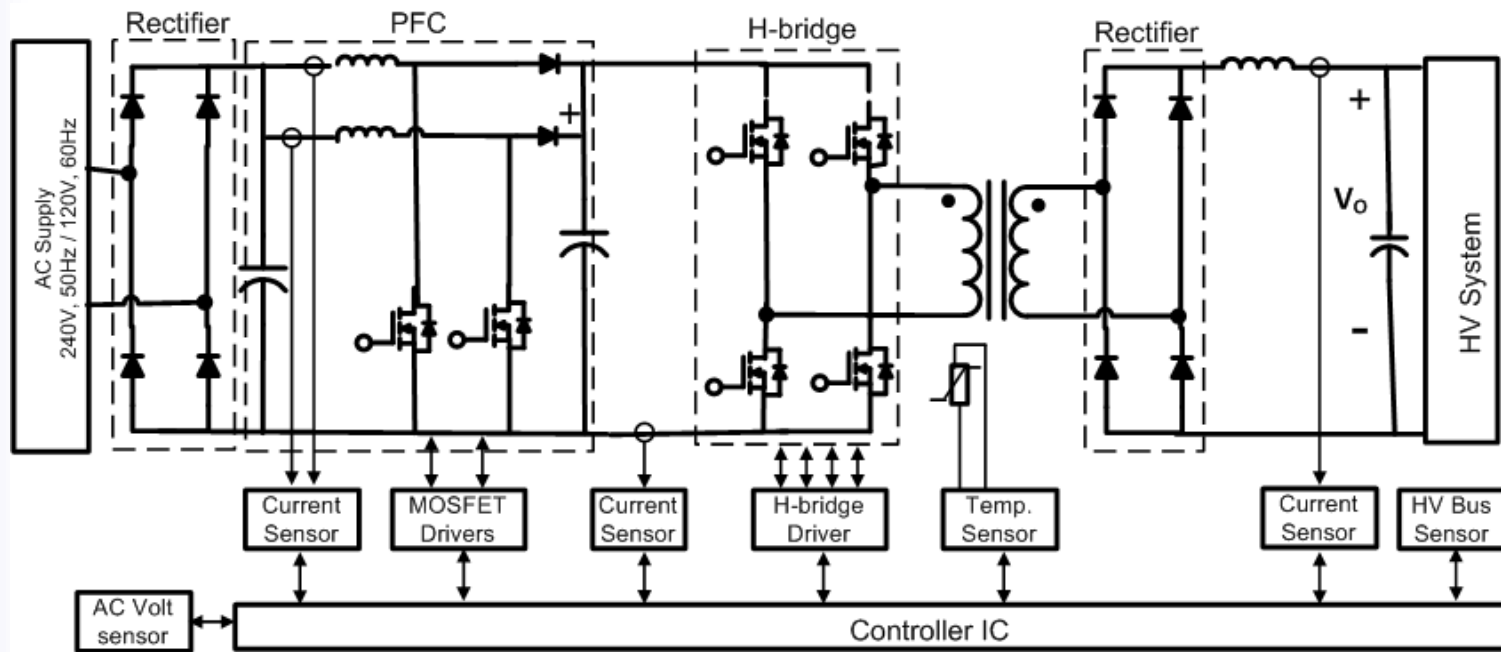 Rectifier
PFC
H-bridge
Rectifier
AC Supply
240V, 50Hz / 120V, 60Hz
+
+
Vo
-
HV System
Current
Sensor
MOSFET
Drivers
Current
Sensor
H-bridge
Driver
Temp.
Sensor
Current
Sensor
HV Bus
Sensor
AC Volt
sensor
Controller IC